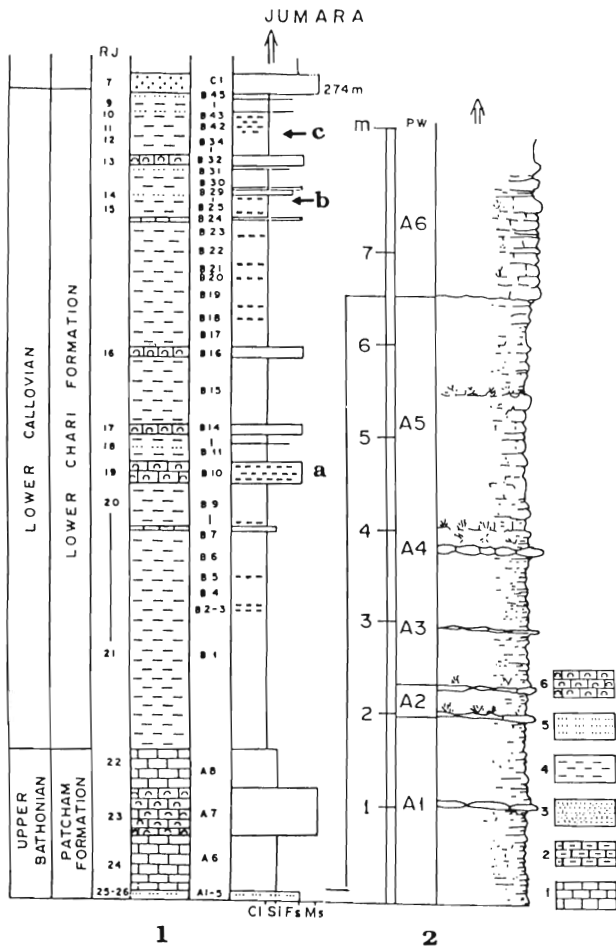 JUMARA
RJ
7
9
10
11
12
13
14
15
16
17
18
19
20
21
22
23
24
25-26
C1
B45
B43
B42
B34
B32
B31
B30
B29
B25
B24
B23
B22
B21
B20
B19
B18
B17
B16
B15
B14
B11
B10
B9
B7
B6
B5
B4
B2-3
B1
A8
A7
A6
A1-5
274m
c
b
a
LOWER CALLOVIAN
LOWER CHARI FORMATION
UPPER BATHONIAN
PATCHAM FORMATION
Cl Si Fs Ms
1
m
PW
7
6
5
4
3
2
1
A6
A5
A4
A3
A2
A1
6
5
4
3
2
1
2